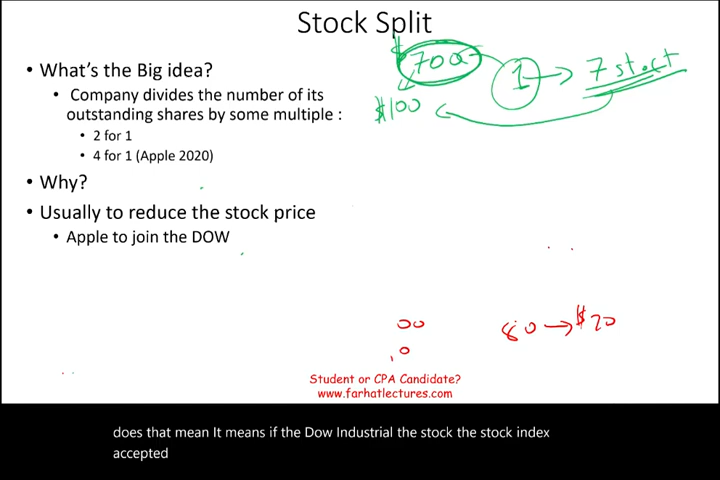 Stock Split
• What's the Big idea?
• Company divides the number of its
outstanding shares by some multiple :
• 2 for 1
• 4 for 1 (Apple 2020)
• Why?
• Usually to reduce the stock price
• Apple to join the DOW
$ 700
1 → 7 stock
$100
00
80 → $20
,0
Student or CPA Candidate?
www.farhatlectures.com
does that mean It means if the Dow Industrial the stock the stock index
accepted